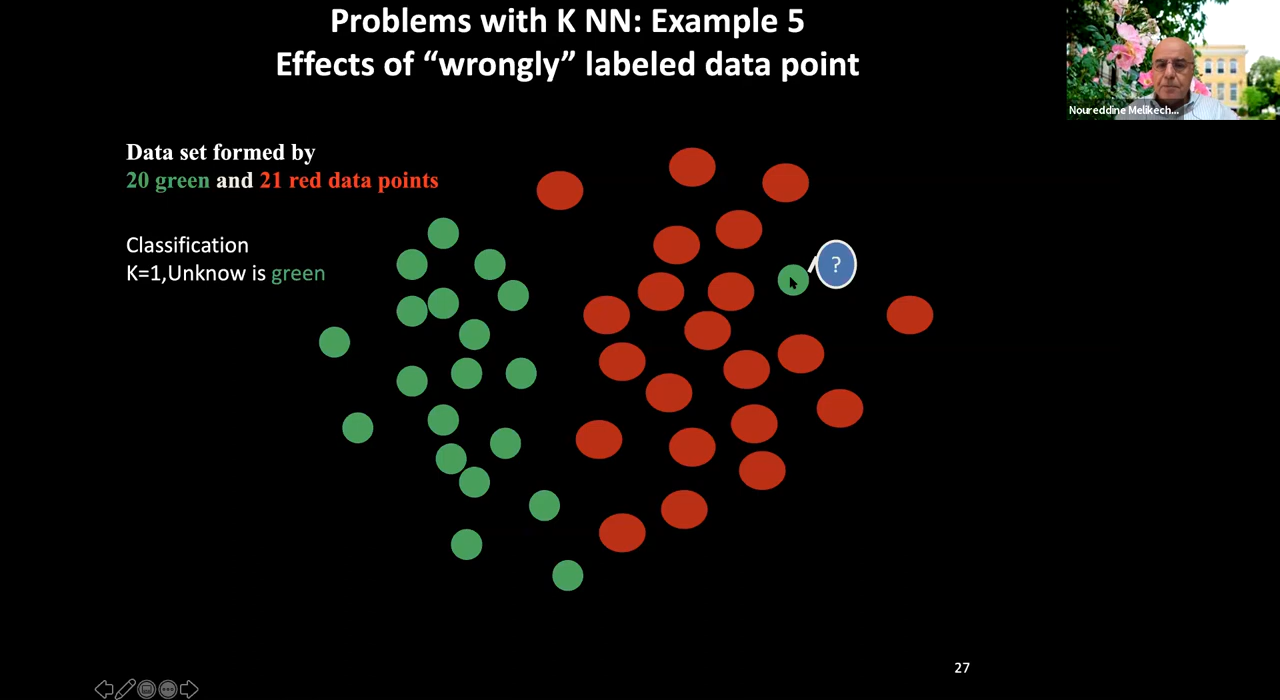 Problems with K NN: Example 5
Effects of “wrongly” labeled data point
Noureddine Melikech...
Data set formed by
20 green and 21 red data points
Classification
K=1,Unknow is green
?
27